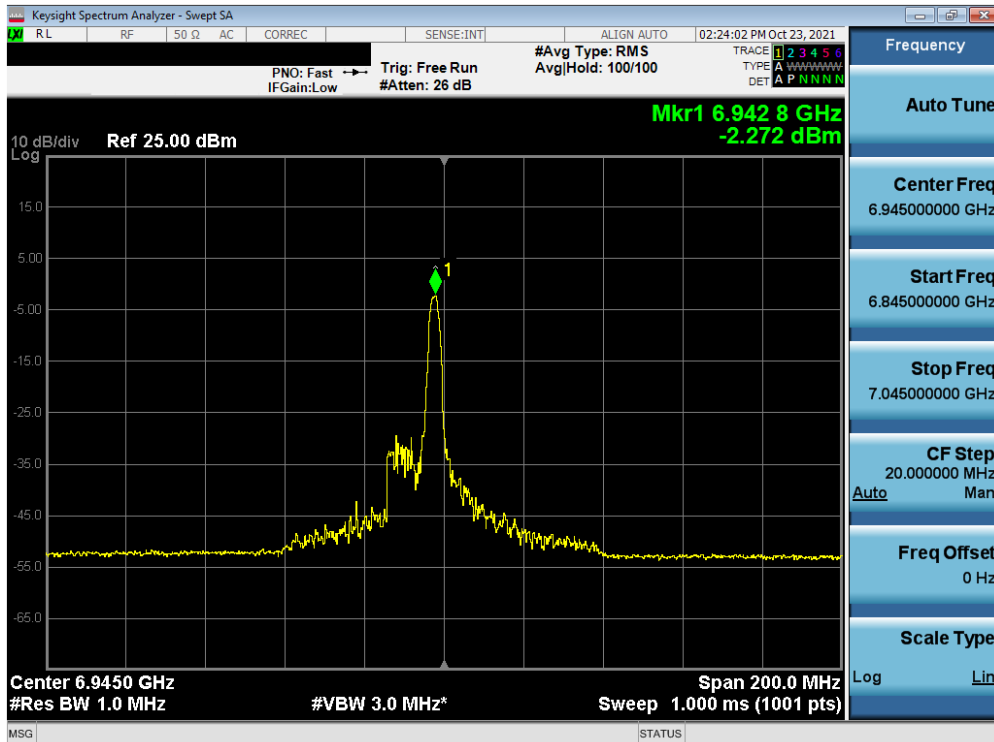 Keysight Spectrum Analyzer - Swept SA
LXI RL RF 50 Ω AC CORREC SENSE:INT ALIGN AUTO 02:24:02 PM Oct 23, 2021
PNO: Fast
IFGain:Low
Trig: Free Run
#Atten: 26 dB
#Avg Type: RMS
Avg|Hold: 100/100
TRACE 1 2 3 4 5 6
TYPE A WWWWW
DET A P N N N N
Mkr1 6.942 8 GHz
-2.272 dBm
10 dB/div Ref 25.00 dBm
Log
15.0
5.00
-5.00
-15.0
-25.0
-35.0
-45.0
-55.0
-65.0
1
Center 6.9450 GHz Span 200.0 MHz
#Res BW 1.0 MHz #VBW 3.0 MHz* Sweep 1.000 ms (1001 pts)
MSG STATUS
Frequency
Auto Tune
Center Freq
6.945000000 GHz
Start Freq
6.845000000 GHz
Stop Freq
7.045000000 GHz
CF Step
20.000000 MHz
Auto Man
Freq Offset
0 Hz
Scale Type
Log Lin